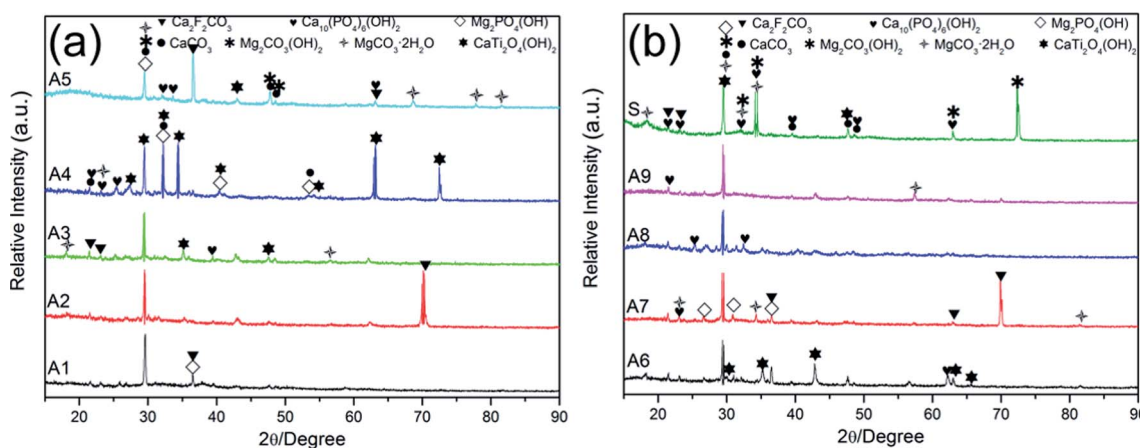 (a)
Ca₂F₂CO₃ Ca₁₀(PO₄)₆(OH)₂ Mg₂PO₄(OH)
CaCO₃ Mg₂CO₃(OH)₂ MgCO₃·2H₂O CaTi₂O₄(OH)₂
A5
A4
A3
A2
A1
Relative Intensity (a.u.)
20 30 40 50 60 70 80 90
2θ/Degree
(b)
Ca₂F₂CO₃ Ca₁₀(PO₄)₆(OH)₂ Mg₂PO₄(OH)
CaCO₃ Mg₂CO₃(OH)₂ MgCO₃·2H₂O CaTi₂O₄(OH)₂
S
A9
A8
A7
A6
Relative Intensity (a.u.)
20 30 40 50 60 70 80 90
2θ/Degree